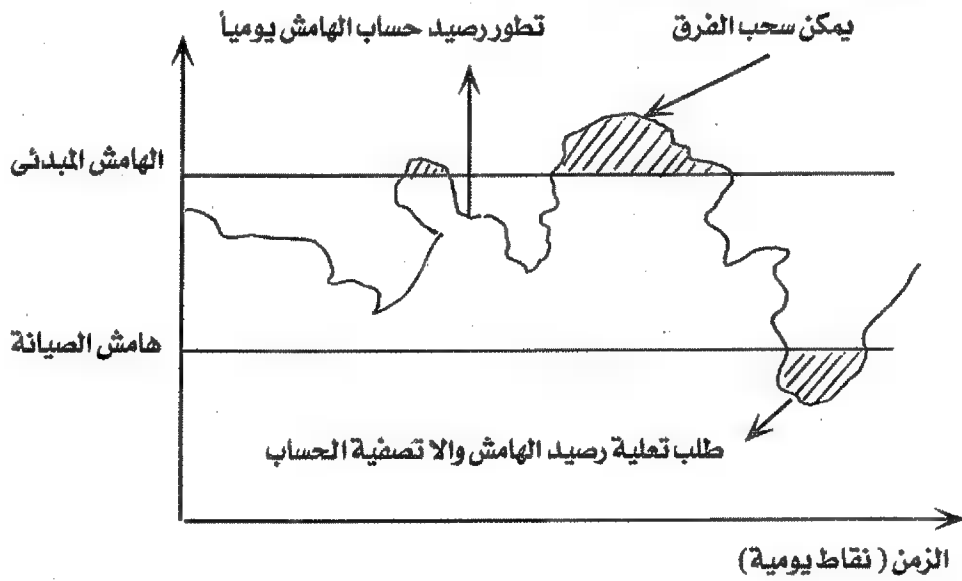 يمكن سحب الفرق
تطور رصيد حساب الهامش يومياً
الهامش المبدئى
هامش الصيانة
طلب تعلية رصيد الهامش والا تصفية الحساب
الزمن ( نقاط يومية)